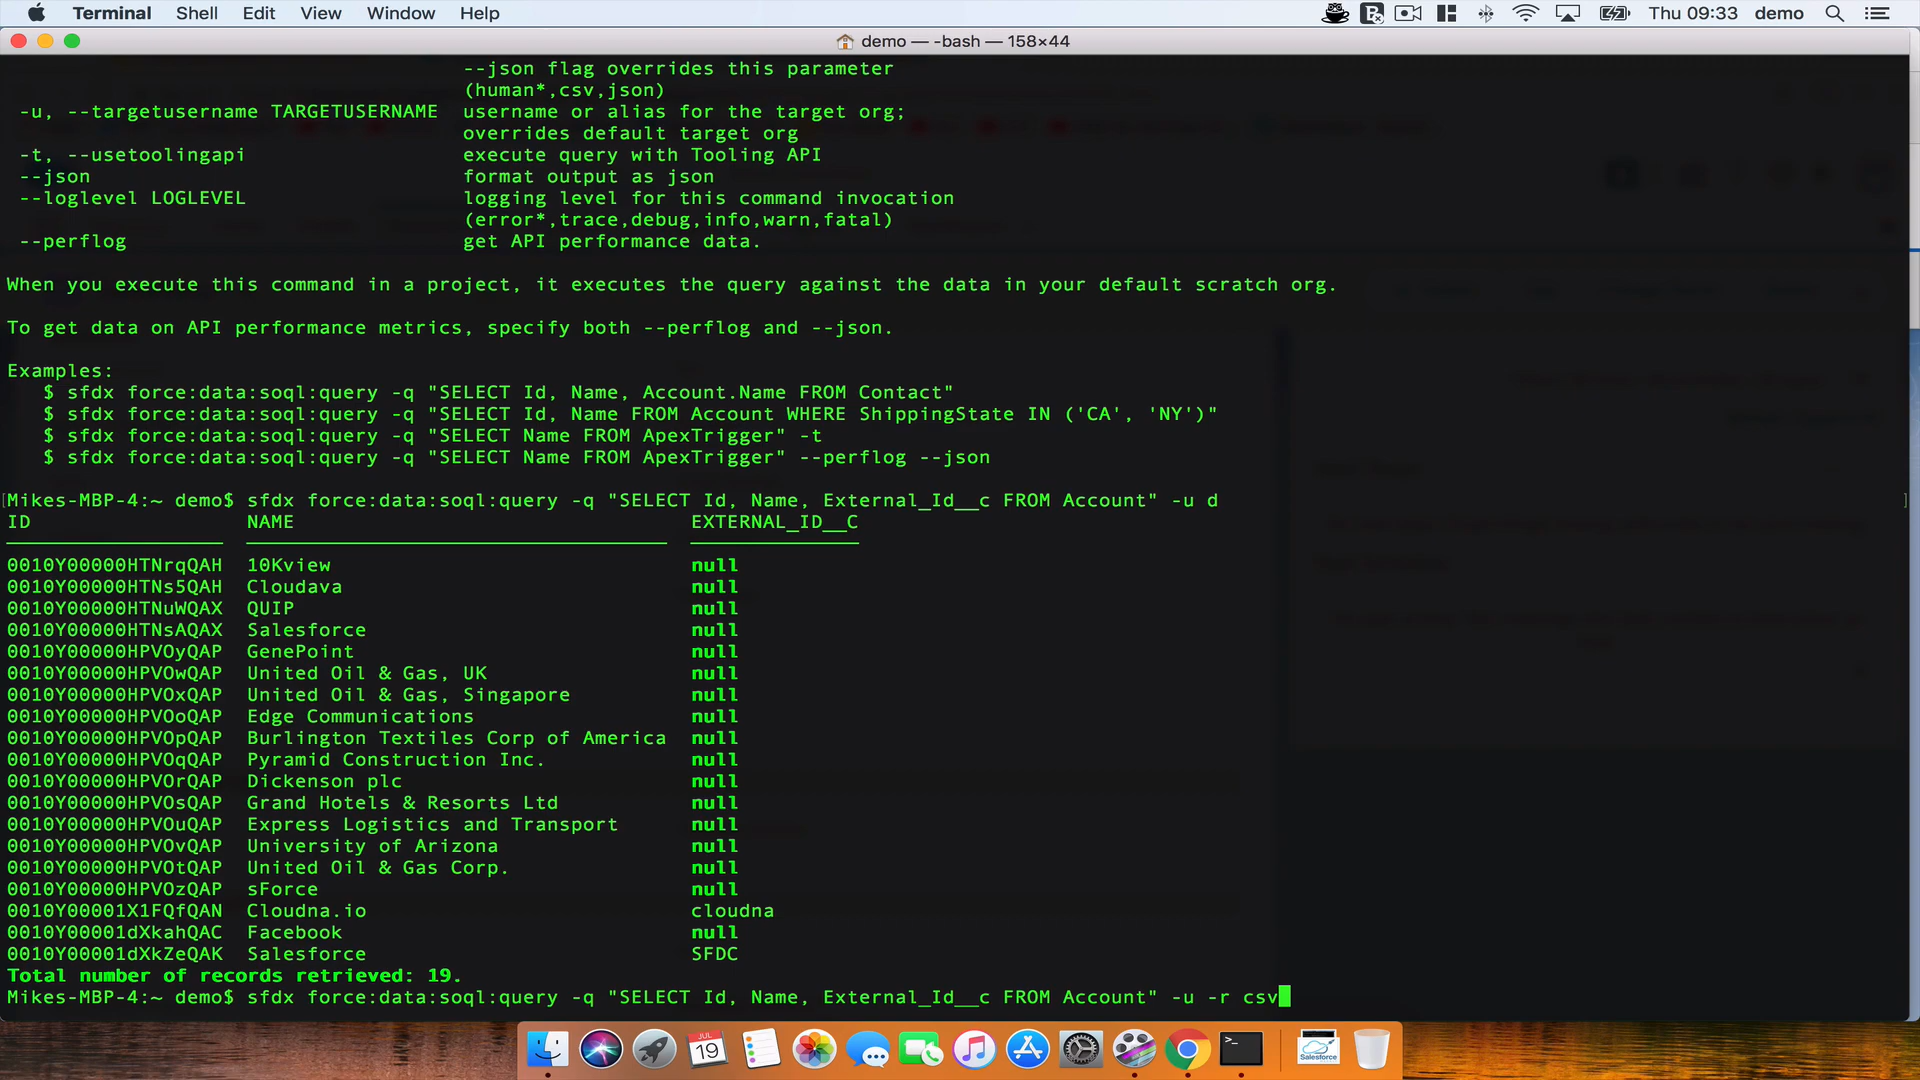 Terminal Shell Edit View Window Help Thu 09:33 demo
demo — -bash — 158×44
--json flag overrides this parameter
(human*,csv,json)
-u, --targetusername TARGETUSERNAME username or alias for the target org;
overrides default target org
-t, --usetoolingapi execute query with Tooling API
--json format output as json
--loglevel LOGLEVEL logging level for this command invocation
(error*,trace,debug,info,warn,fatal)
--perflog get API performance data.
When you execute this command in a project, it executes the query against the data in your default scratch org.
To get data on API performance metrics, specify both --perflog and --json.
Examples:
$ sfdx force:data:soql:query -q "SELECT Id, Name, Account.Name FROM Contact"
$ sfdx force:data:soql:query -q "SELECT Id, Name FROM Account WHERE ShippingState IN ('CA', 'NY')"
$ sfdx force:data:soql:query -q "SELECT Name FROM ApexTrigger" -t
$ sfdx force:data:soql:query -q "SELECT Name FROM ApexTrigger" --perflog --json
[Mikes-MBP-4:~ demo$ sfdx force:data:soql:query -q "SELECT Id, Name, External_Id__c FROM Account" -u d ]
ID NAME EXTERNAL_ID__C
0010Y00000HTNrqQAH 10Kview null
0010Y00000HTNs5QAH Cloudava null
0010Y00000HTNuWQAX QUIP null
0010Y00000HTNsAQAX Salesforce null
0010Y00000HPVOyQAP GenePoint null
0010Y00000HPVOwQAP United Oil & Gas, UK null
0010Y00000HPVOxQAP United Oil & Gas, Singapore null
0010Y00000HPVOoQAP Edge Communications null
0010Y00000HPVOpQAP Burlington Textiles Corp of America null
0010Y00000HPVOqQAP Pyramid Construction Inc. null
0010Y00000HPVOrQAP Dickenson plc null
0010Y00000HPVOsQAP Grand Hotels & Resorts Ltd null
0010Y00000HPVOuQAP Express Logistics and Transport null
0010Y00000HPVOvQAP University of Arizona null
0010Y00000HPVOtQAP United Oil & Gas Corp. null
0010Y00000HPVOzQAP sForce null
0010Y00001X1FQfQAN Cloudna.io cloudna
0010Y00001dXkahQAC Facebook null
0010Y00001dXkZeQAK Salesforce SFDC
Total number of records retrieved: 19.
Mikes-MBP-4:~ demo$ sfdx force:data:soql:query -q "SELECT Id, Name, External_Id__c FROM Account" -u -r csv
JUL
19
>_
Salesforce